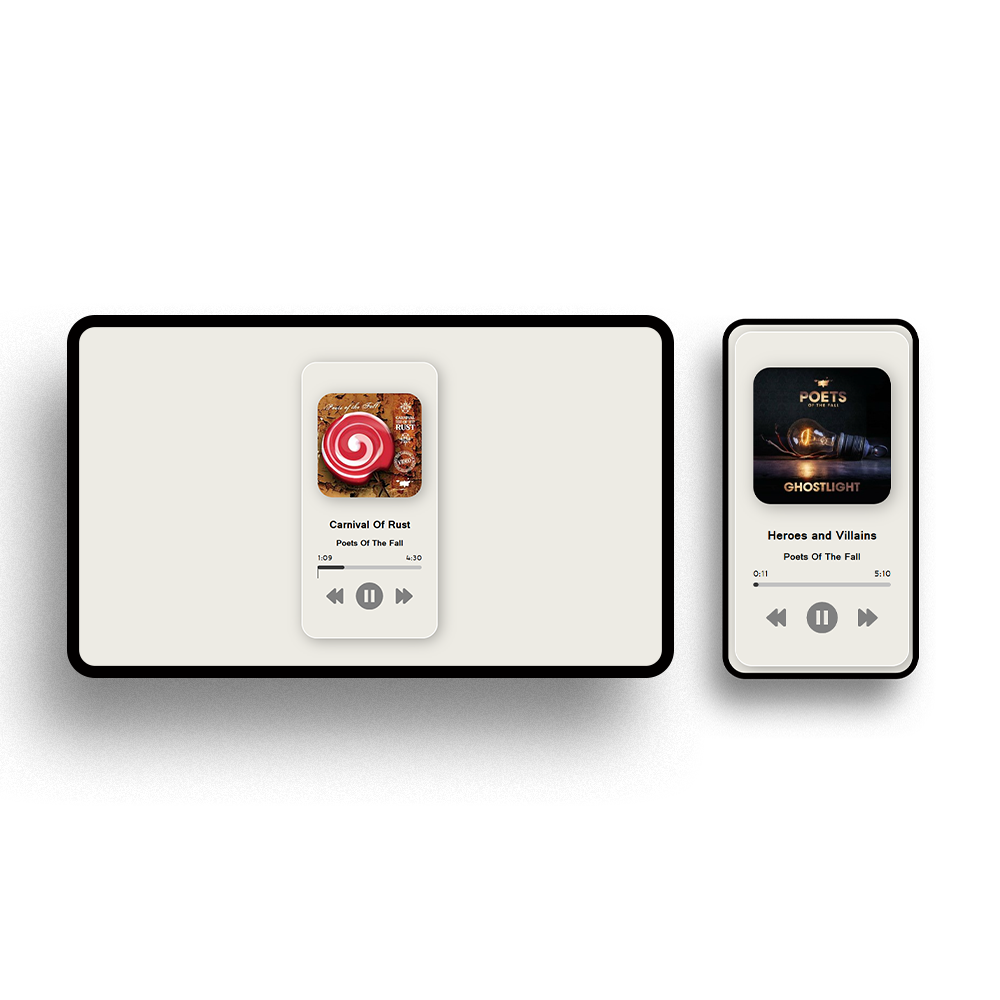 Poets of the Fall
CARNIVAL
RUST
Carnival Of Rust
Poets Of The Fall
1:09
4:30
POETS
OF THE FALL
GHOSTLIGHT
Heroes and Villains
Poets Of The Fall
0:11
5:10